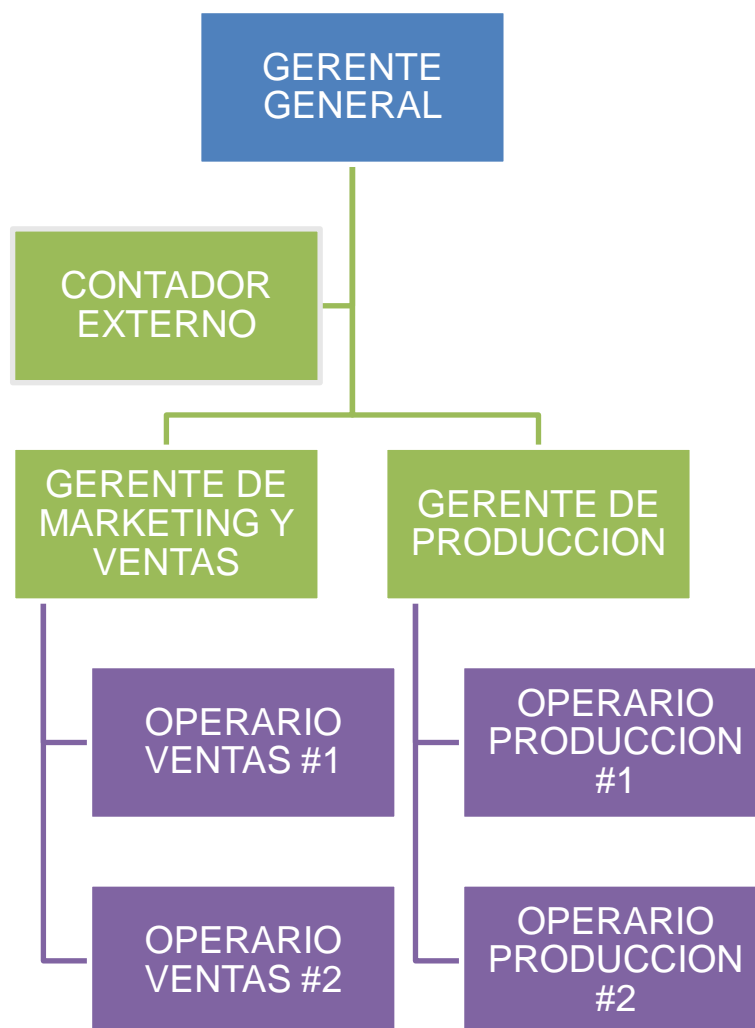 GERENTE
GENERAL
CONTADOR
EXTERNO
GERENTE DE
MARKETING Y
VENTAS
GERENTE DE
PRODUCCION
OPERARIO
VENTAS #1
OPERARIO
PRODUCCION
#1
OPERARIO
VENTAS #2
OPERARIO
PRODUCCION
#2